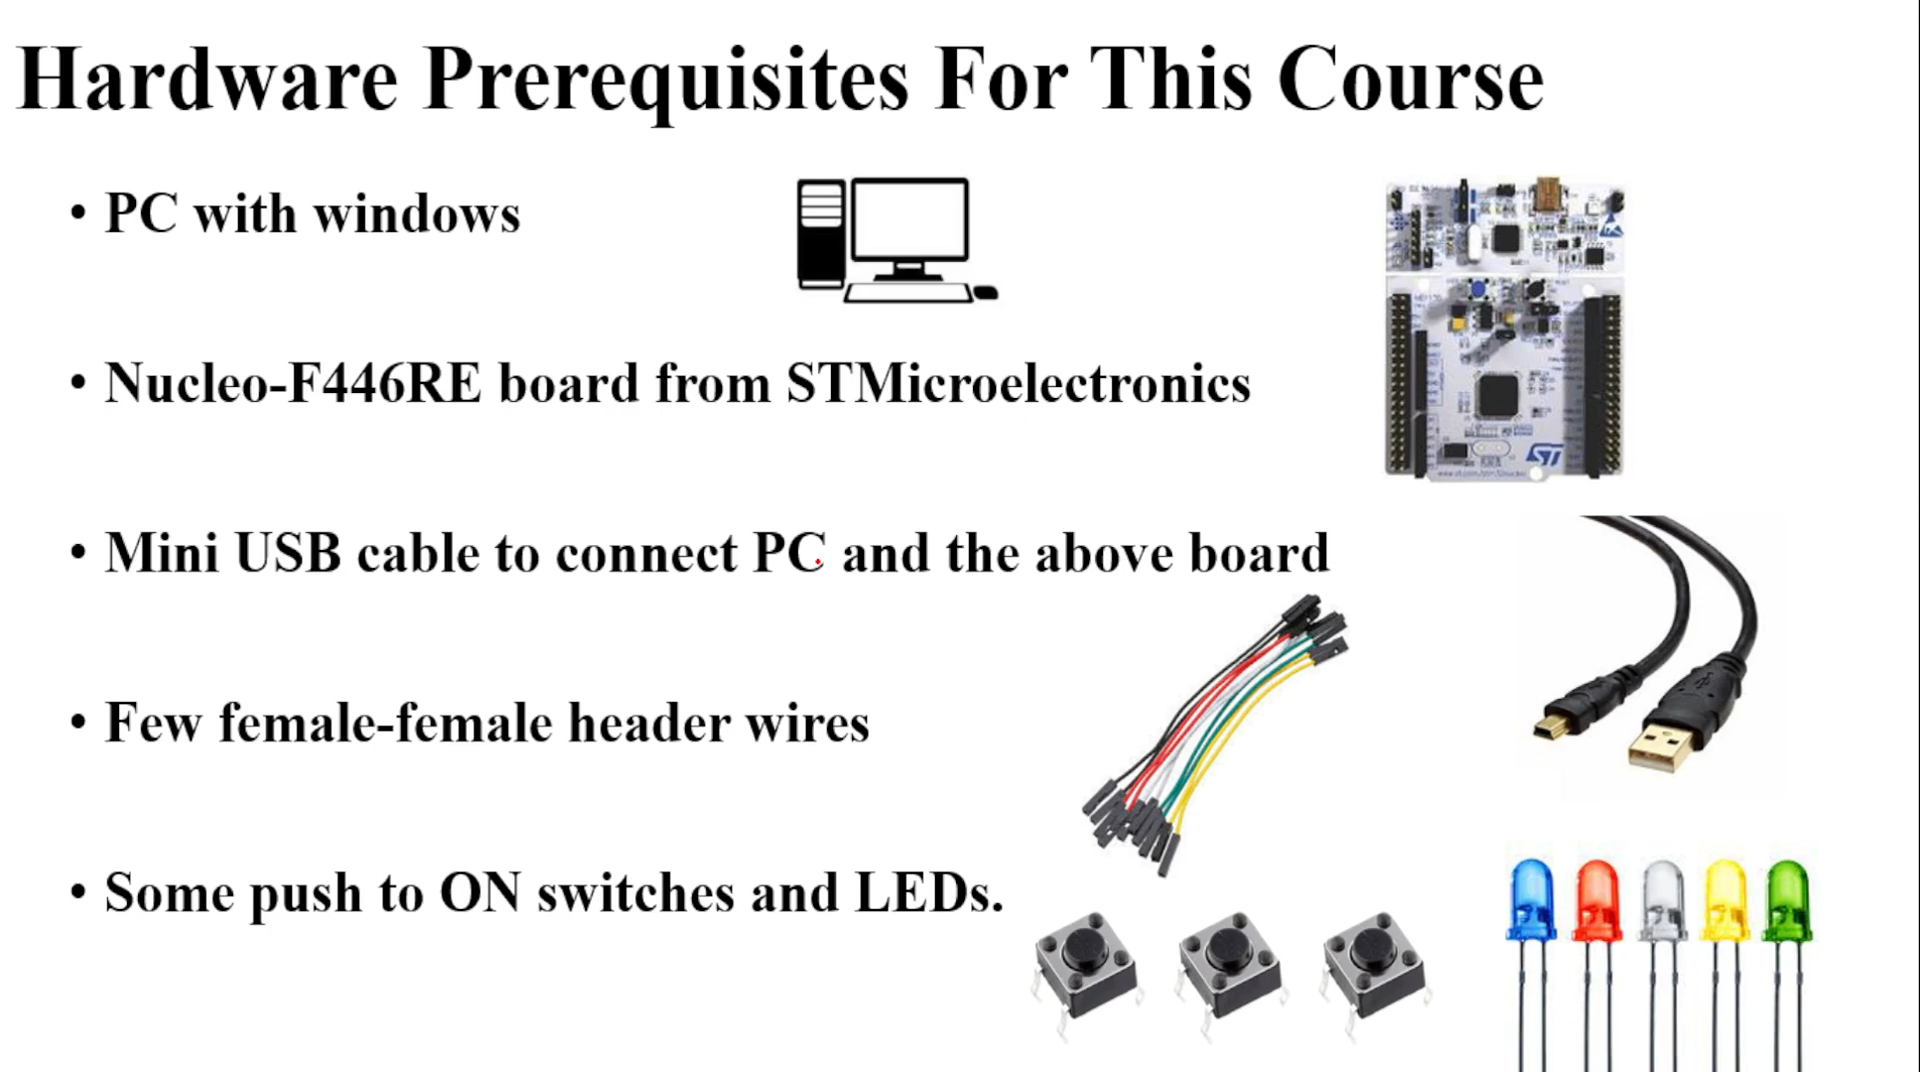 Hardware Prerequisites For This Course
• PC with windows
• Nucleo-F446RE board from STMicroelectronics
• Mini USB cable to connect PC and the above board
• Few female-female header wires
• Some push to ON switches and LEDs.
ST